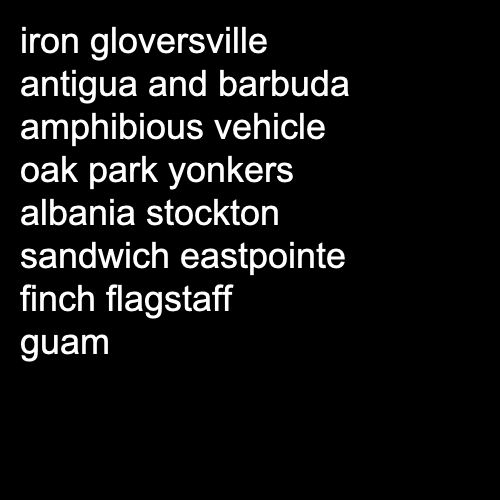 iron gloversville
antigua and barbuda
amphibious vehicle
oak park yonkers
albania stockton
sandwich eastpointe
finch flagstaff
guam